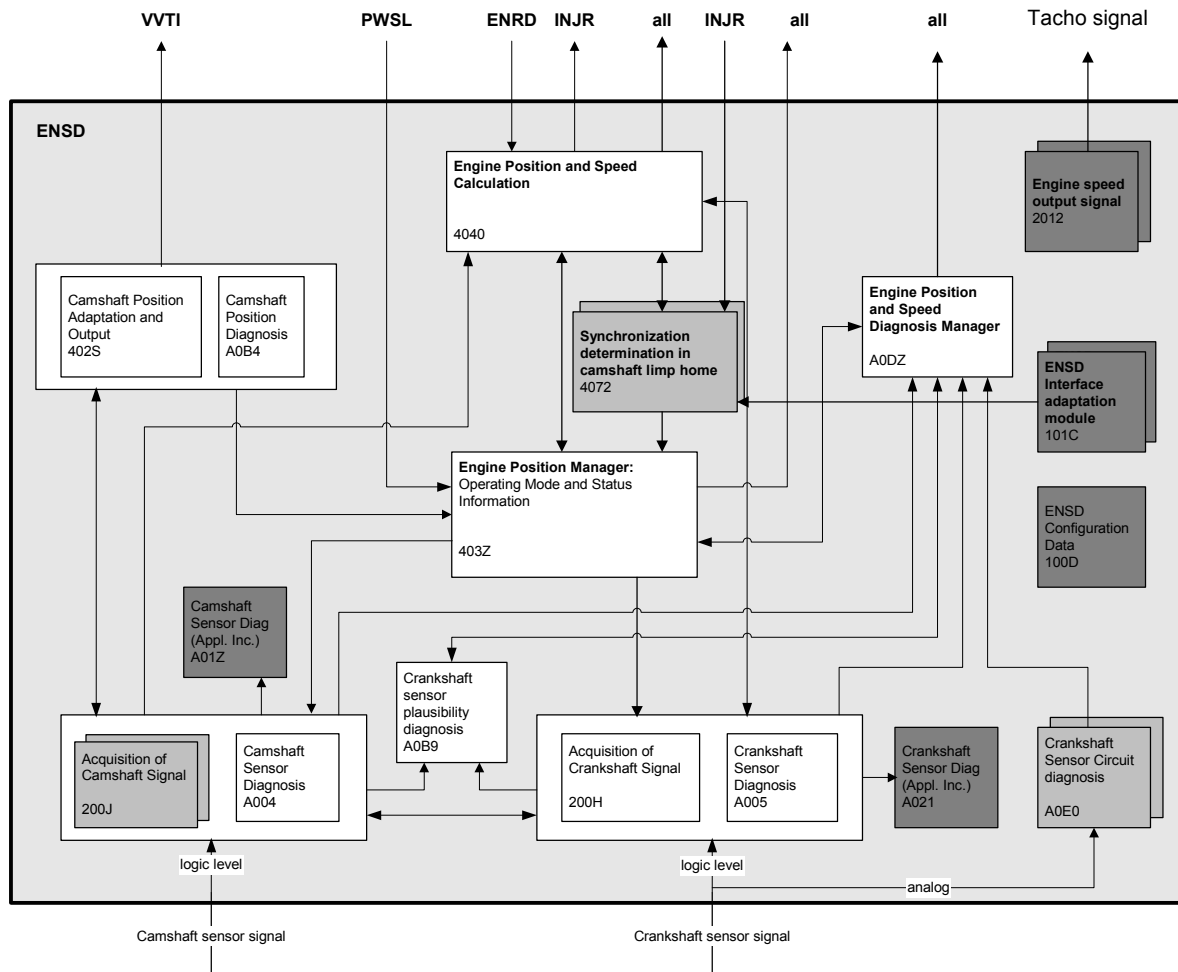 VVTI
PWSL
ENRD
INJR
all
INJR
all
all
Tacho signal
ENSD
Engine Position and Speed
Calculation
4040
Engine speed
output signal
2012
Camshaft Position
Adaptation and
Output
402S
Camshaft
Position
Diagnosis
A0B4
Synchronization
determination in
camshaft limp home
4072
Engine Position
and Speed
Diagnosis Manager
A0DZ
ENSD
Interface
adaptation
module
101C
Engine Position Manager:
Operating Mode and Status
Information
403Z
ENSD
Configuration
Data
100D
Camshaft
Sensor Diag
(Appl. Inc.)
A01Z
Crankshaft
sensor
plausibility
diagnosis
A0B9
Acquisition of
Camshaft Signal
200J
Camshaft
Sensor
Diagnosis
A004
Acquisition of
Crankshaft Signal
200H
Crankshaft
Sensor
Diagnosis
A005
Crankshaft
Sensor Diag
(Appl. Inc.)
A021
Crankshaft
Sensor Circuit
diagnosis
A0E0
logic level
logic level
analog
Camshaft sensor signal
Crankshaft sensor signal